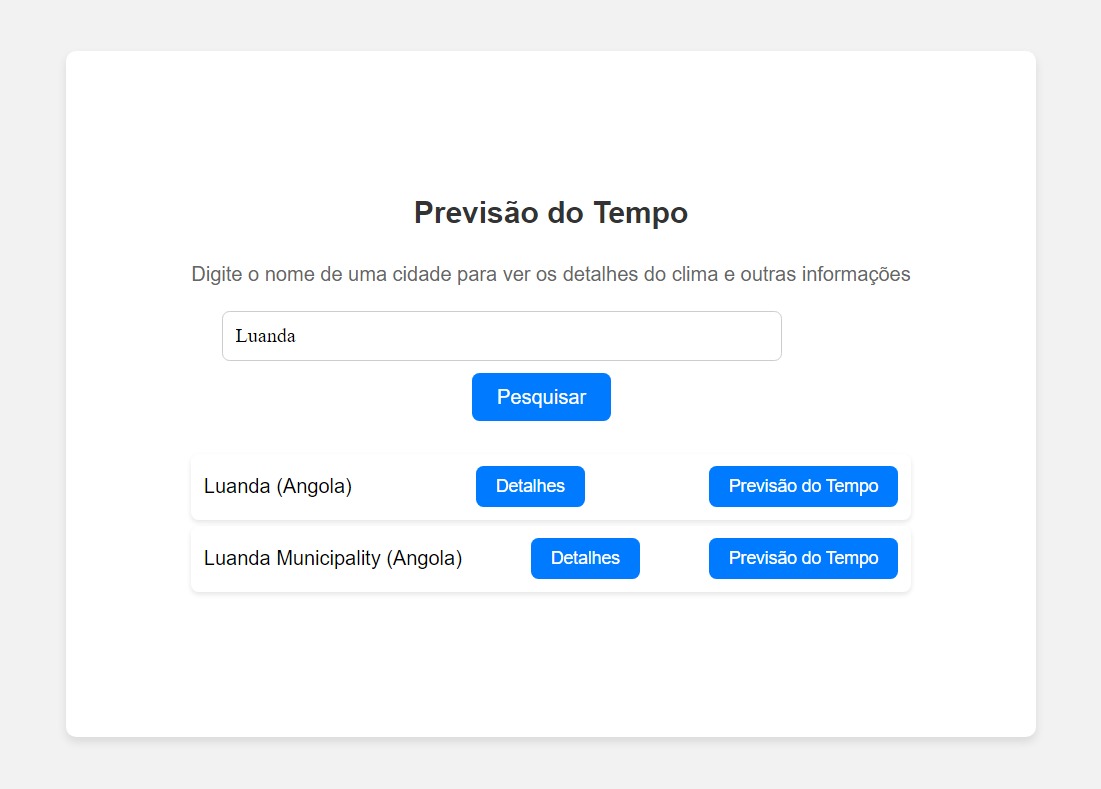 Previsão do Tempo
Digite o nome de uma cidade para ver os detalhes do clima e outras informações
Luanda
Pesquisar
Luanda (Angola) Detalhes Previsão do Tempo
Luanda Municipality (Angola) Detalhes Previsão do Tempo